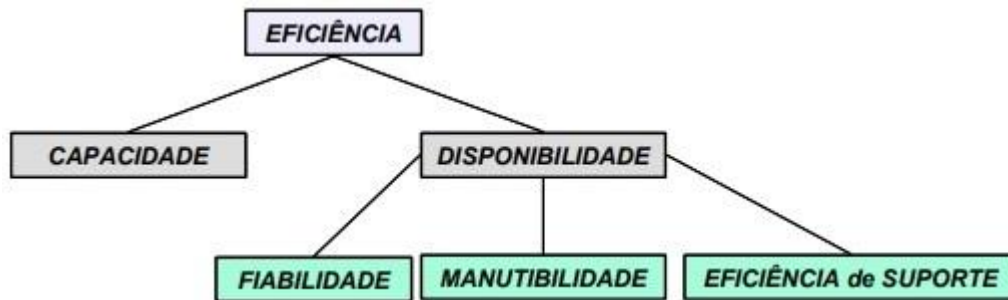 EFICIÊNCIA
CAPACIDADE
DISPONIBILIDADE
FIABILIDADE
MANUTIBILIDADE
EFICIÊNCIA de SUPORTE